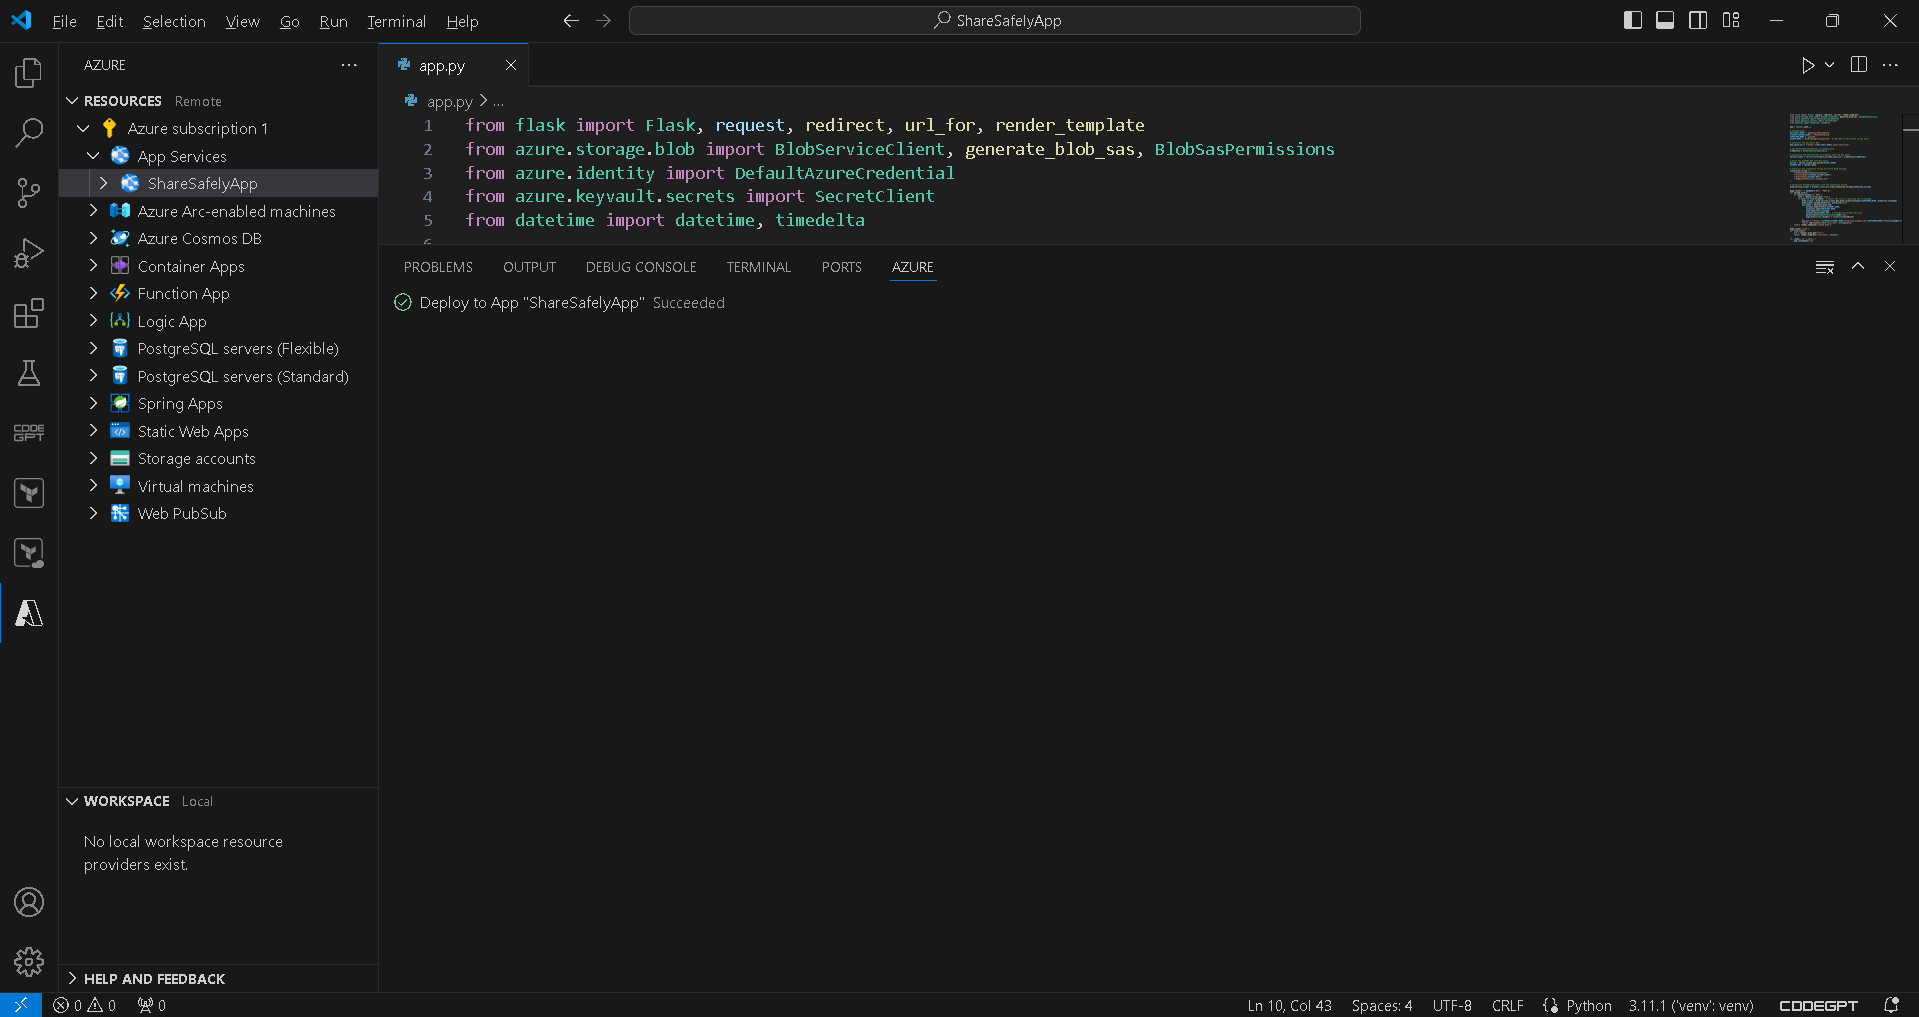 File Edit Selection View Go Run Terminal Help
ShareSafelyApp
AZURE
RESOURCES Remote
Azure subscription 1
App Services
ShareSafelyApp
Azure Arc-enabled machines
Azure Cosmos DB
Container Apps
Function App
Logic App
PostgreSQL servers (Flexible)
PostgreSQL servers (Standard)
Spring Apps
Static Web Apps
Storage accounts
Virtual machines
Web PubSub
WORKSPACE Local
No local workspace resource
providers exist.
HELP AND FEEDBACK
CODE
GPT
app.py
app.py > ...
1 from flask import Flask, request, redirect, url_for, render_template
2 from azure.storage.blob import BlobServiceClient, generate_blob_sas, BlobSasPermissions
3 from azure.identity import DefaultAzureCredential
4 from azure.keyvault.secrets import SecretClient
5 from datetime import datetime, timedelta
6
PROBLEMS OUTPUT DEBUG CONSOLE TERMINAL PORTS AZURE
Deploy to App "ShareSafelyApp" Succeeded
0 0 0
Ln 10, Col 43 Spaces: 4 UTF-8 CRLF Python 3.11.1 ('venv': venv) CODEGPT